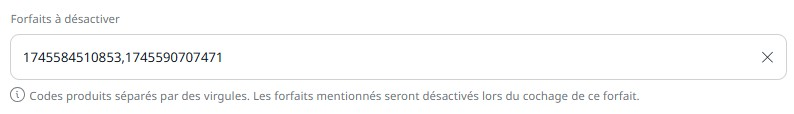 Forfaits à désactiver
1745584510853,1745590707471
Codes produits séparés par des virgules. Les forfaits mentionnés seront désactivés lors du cochage de ce forfait.